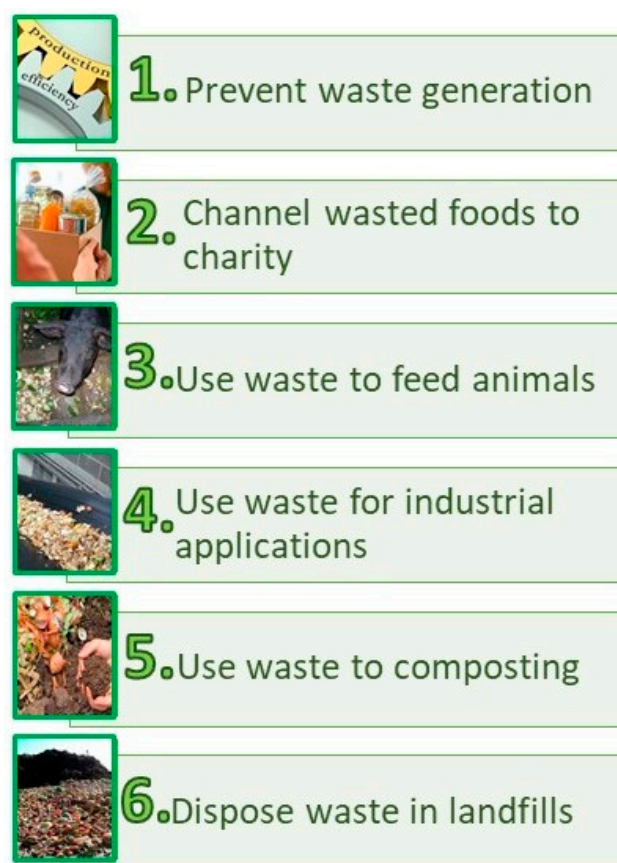 production
efficiency
1. Prevent waste generation
2. Channel wasted foods to
charity
3. Use waste to feed animals
4. Use waste for industrial
applications
5. Use waste to composting
6. Dispose waste in landfills